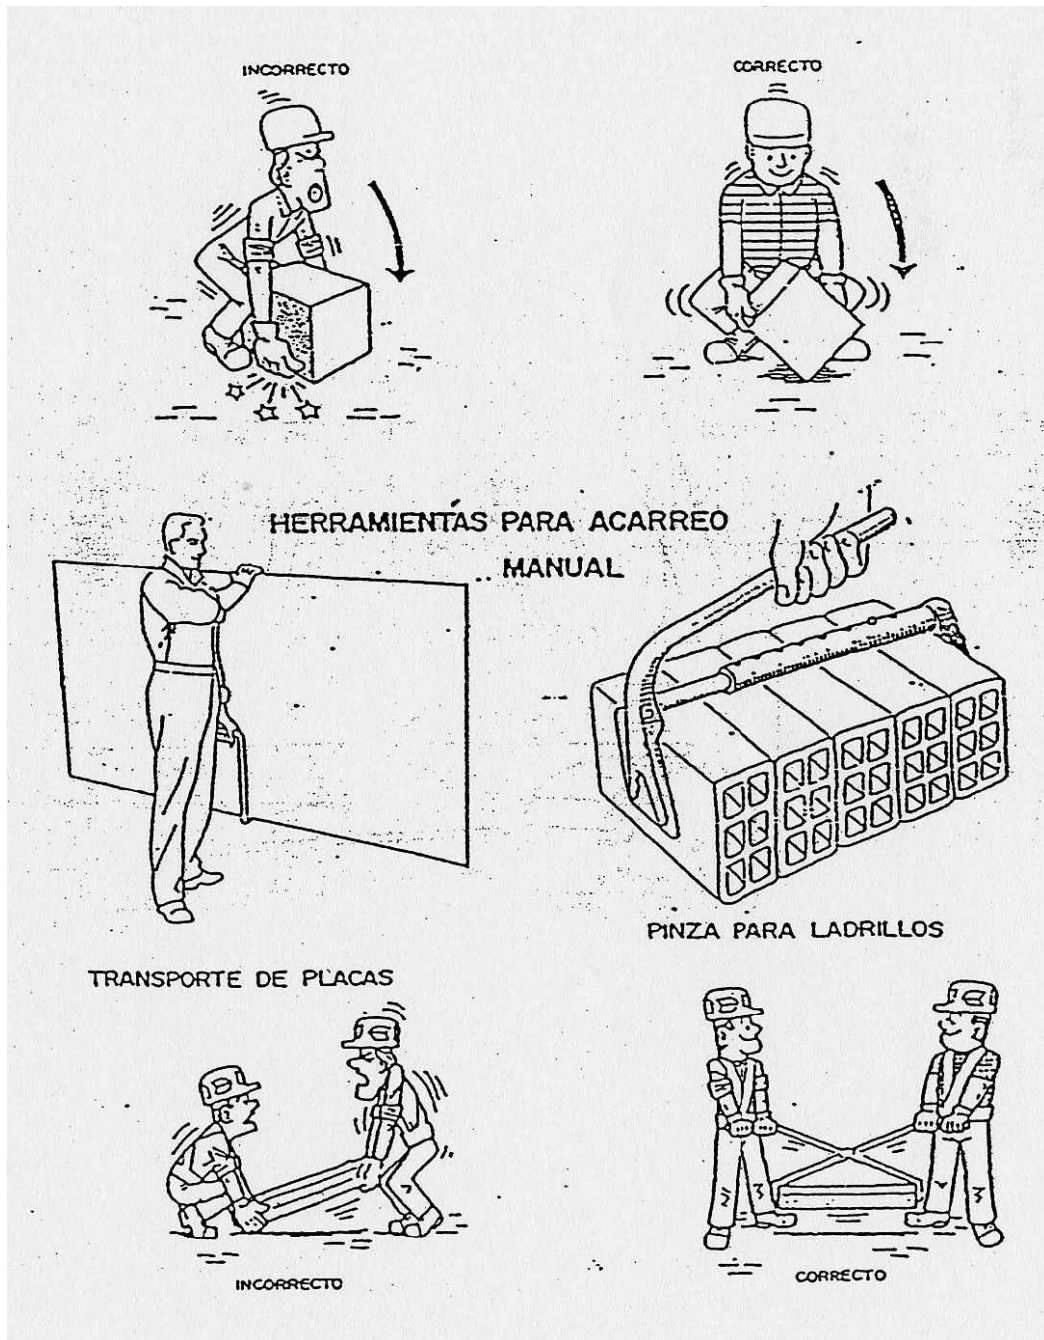 INCORRECTO
CORRECTO
HERRAMIENTAS PARA ACARREO
MANUAL
PINZA PARA LADRILLOS
TRANSPORTE DE PLACAS
INCORRECTO
CORRECTO